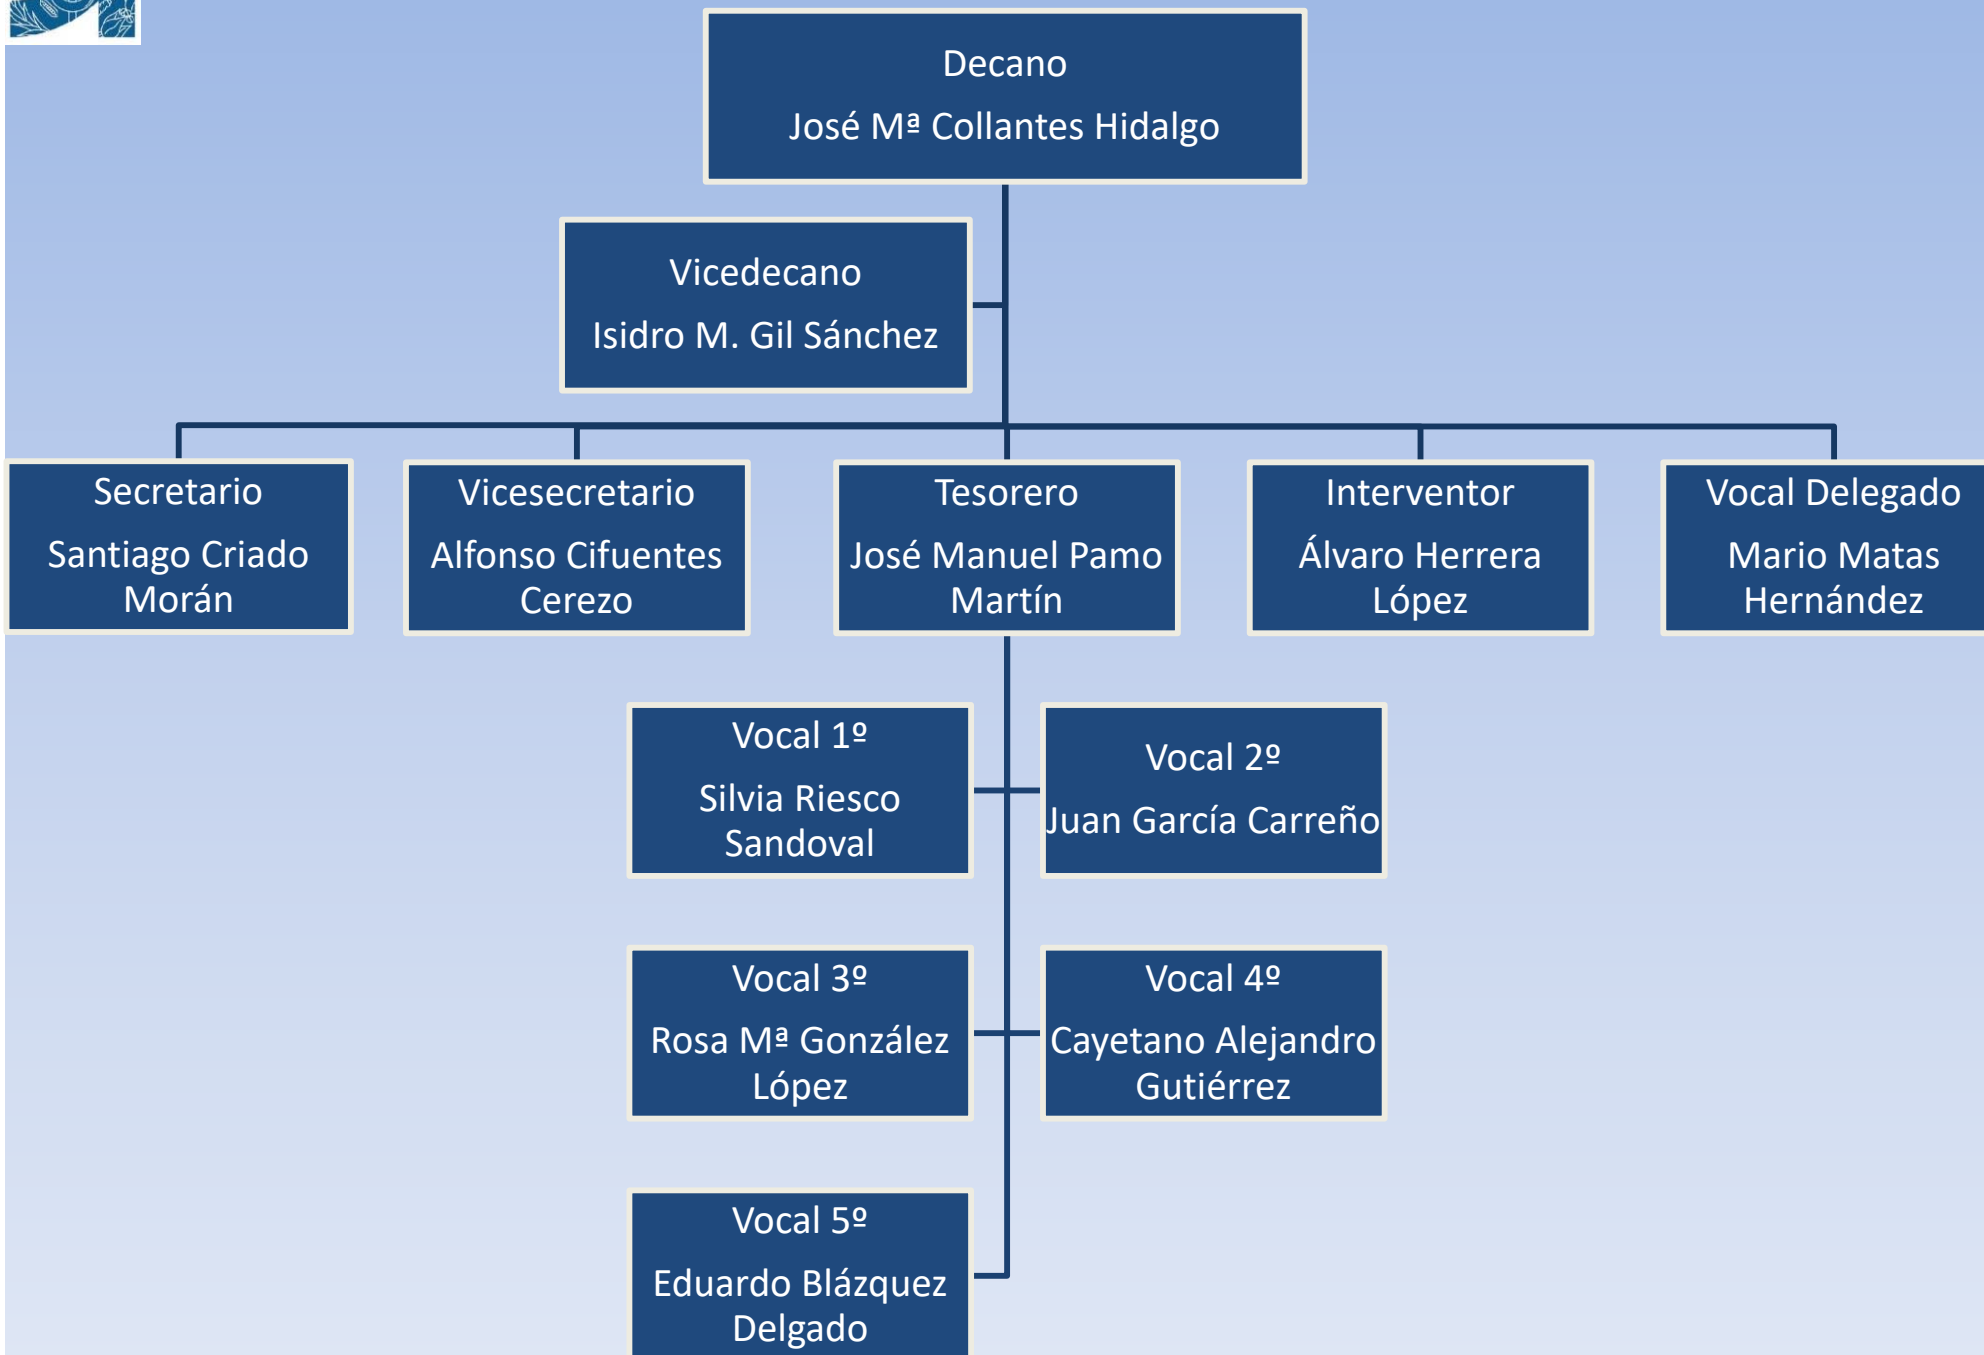 Decano
José Mª Collantes Hidalgo
Vicedecano
Isidro M. Gil Sánchez
Secretario
Santiago Criado
Morán
Vicesecretario
Alfonso Cifuentes
Cerezo
Tesorero
José Manuel Pamo
Martín
Interventor
Álvaro Herrera
López
Vocal Delegado
Mario Matas
Hernández
Vocal 1º
Silvia Riesco
Sandoval
Vocal 2º
Juan García Carreño
Vocal 3º
Rosa Mª González
López
Vocal 4º
Cayetano Alejandro
Gutiérrez
Vocal 5º
Eduardo Blázquez
Delgado